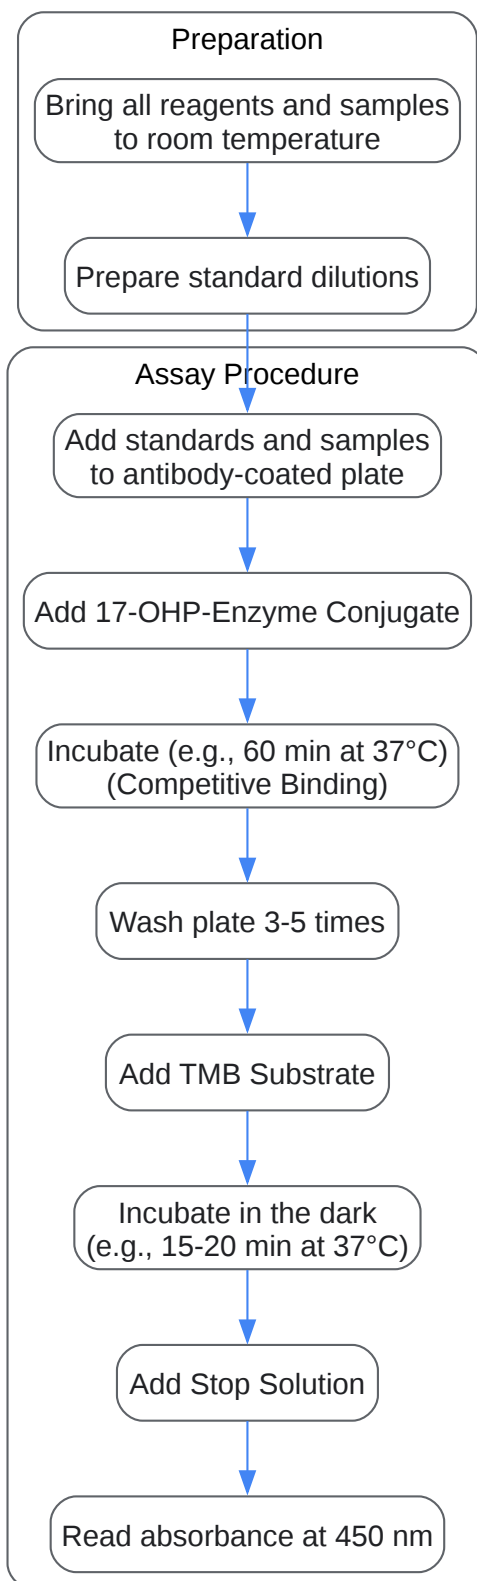 Preparation
Bring all reagents and samples
to room temperature
Prepare standard dilutions
Assay Procedure
Add standards and samples
to antibody-coated plate
Add 17-OHP-Enzyme Conjugate
Incubate (e.g., 60 min at 37°C)
(Competitive Binding)
Wash plate 3-5 times
Add TMB Substrate
Incubate in the dark
(e.g., 15-20 min at 37°C)
Add Stop Solution
Read absorbance at 450 nm